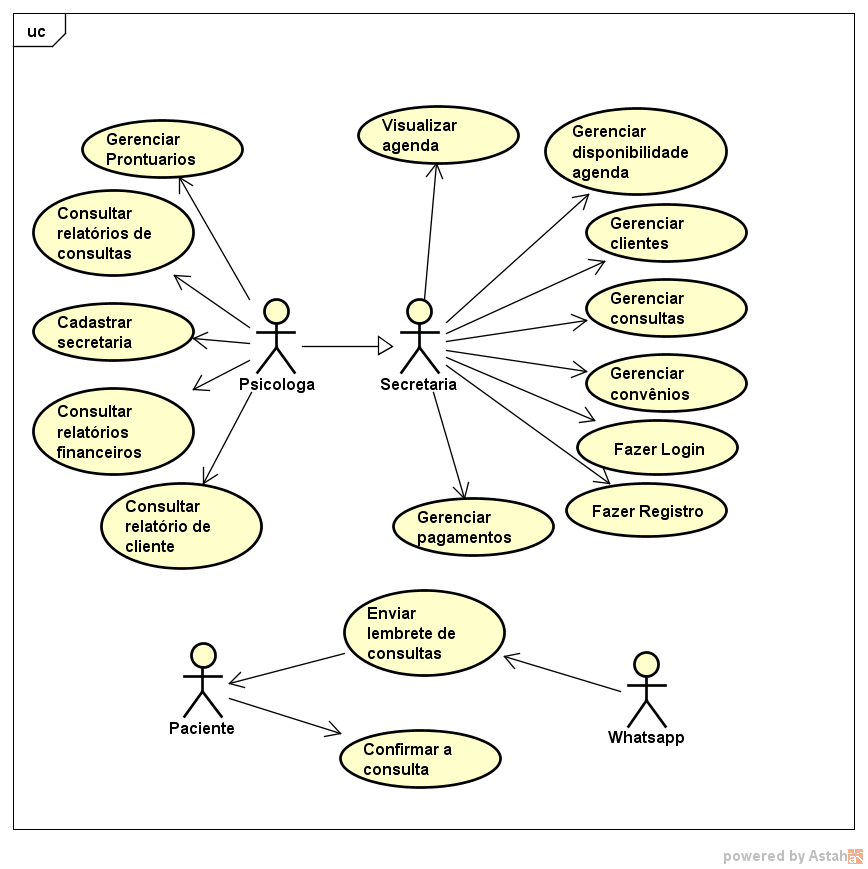 uc
Gerenciar
Prontuarios
Visualizar
agenda
Gerenciar
disponibilidade
agenda
Consultar
relatórios de
consultas
Gerenciar
clientes
Cadastrar
secretaria
Gerenciar
consultas
Psicologa
Secretaria
Gerenciar
convênios
Consultar
relatórios
financeiros
Fazer Login
Consultar
relatório de
cliente
Gerenciar
pagamentos
Fazer Registro
Enviar
lembrete de
consultas
Paciente
Whatsapp
Confirmar a
consulta
powered by Astah